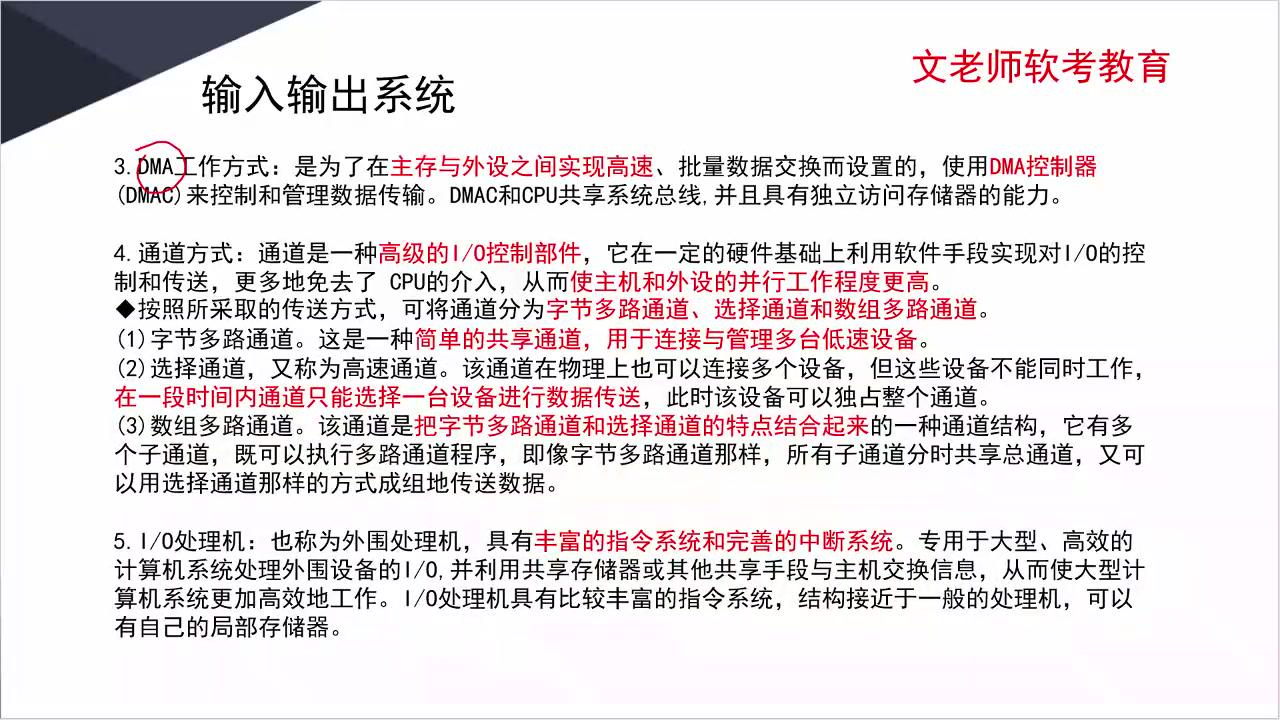 文老师软考教育
输入输出系统
3.DMA工作方式：是为了在主存与外设之间实现高速、批量数据交换而设置的，使用DMA控制器
(DMAC)来控制和管理数据传输。DMAC和CPU共享系统总线,并且具有独立访问存储器的能力。
4.通道方式：通道是一种高级的I/O控制部件，它在一定的硬件基础上利用软件手段实现对I/O的控
制和传送，更多地免去了 CPU的介入，从而使主机和外设的并行工作程度更高。
◆按照所采取的传送方式，可将通道分为字节多路通道、选择通道和数组多路通道。
(1)字节多路通道。这是一种简单的共享通道，用于连接与管理多台低速设备。
(2)选择通道，又称为高速通道。该通道在物理上也可以连接多个设备，但这些设备不能同时工作，
在一段时间内通道只能选择一台设备进行数据传送，此时该设备可以独占整个通道。
(3)数组多路通道。该通道是把字节多路通道和选择通道的特点结合起来的一种通道结构，它有多
个子通道，既可以执行多路通道程序，即像字节多路通道那样，所有子通道分时共享总通道，又可
以用选择通道那样的方式成组地传送数据。
5.I/O处理机：也称为外围处理机，具有丰富的指令系统和完善的中断系统。专用于大型、高效的
计算机系统处理外围设备的I/O,并利用共享存储器或其他共享手段与主机交换信息，从而使大型计
算机系统更加高效地工作。I/O处理机具有比较丰富的指令系统，结构接近于一般的处理机，可以
有自己的局部存储器。